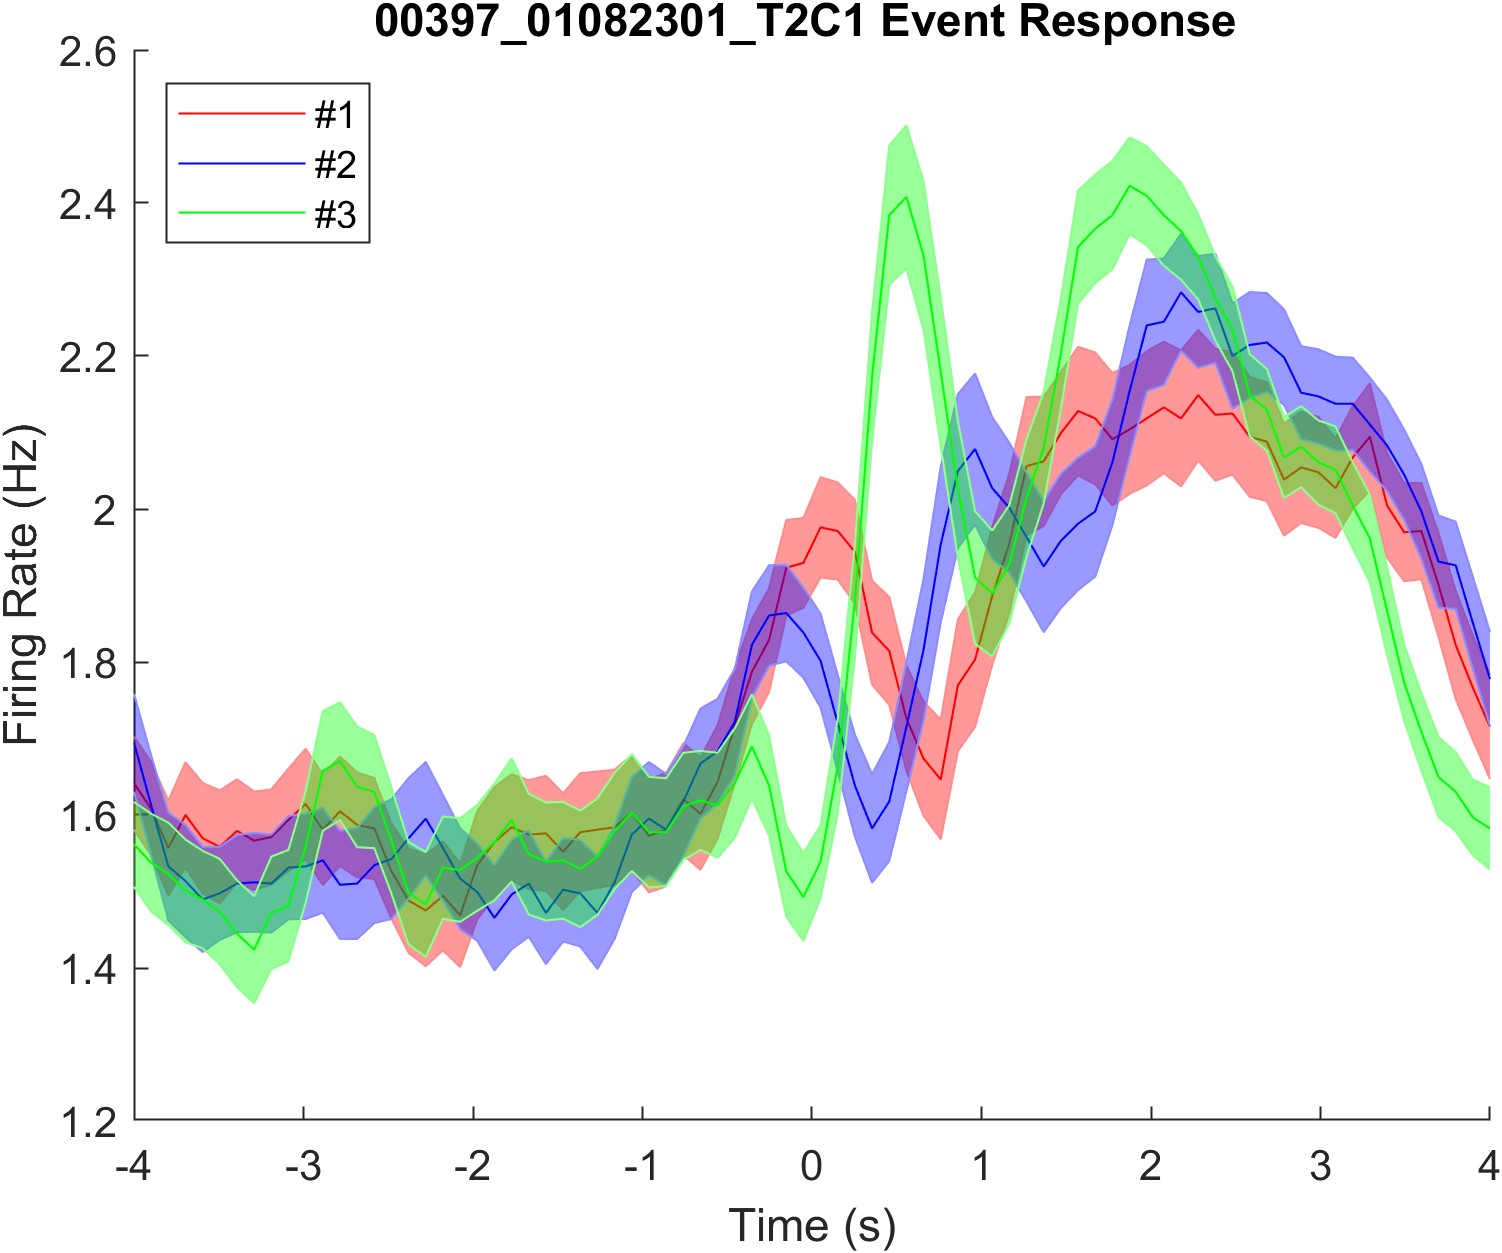 00397_01082301_T2C1 Event Response
2.6
2.4
2.2
2
1.8
1.6
1.4
1.2
Firing Rate (Hz)
#1
#2
#3
-4 -3 -2 -1 0 1 2 3 4
Time (s)